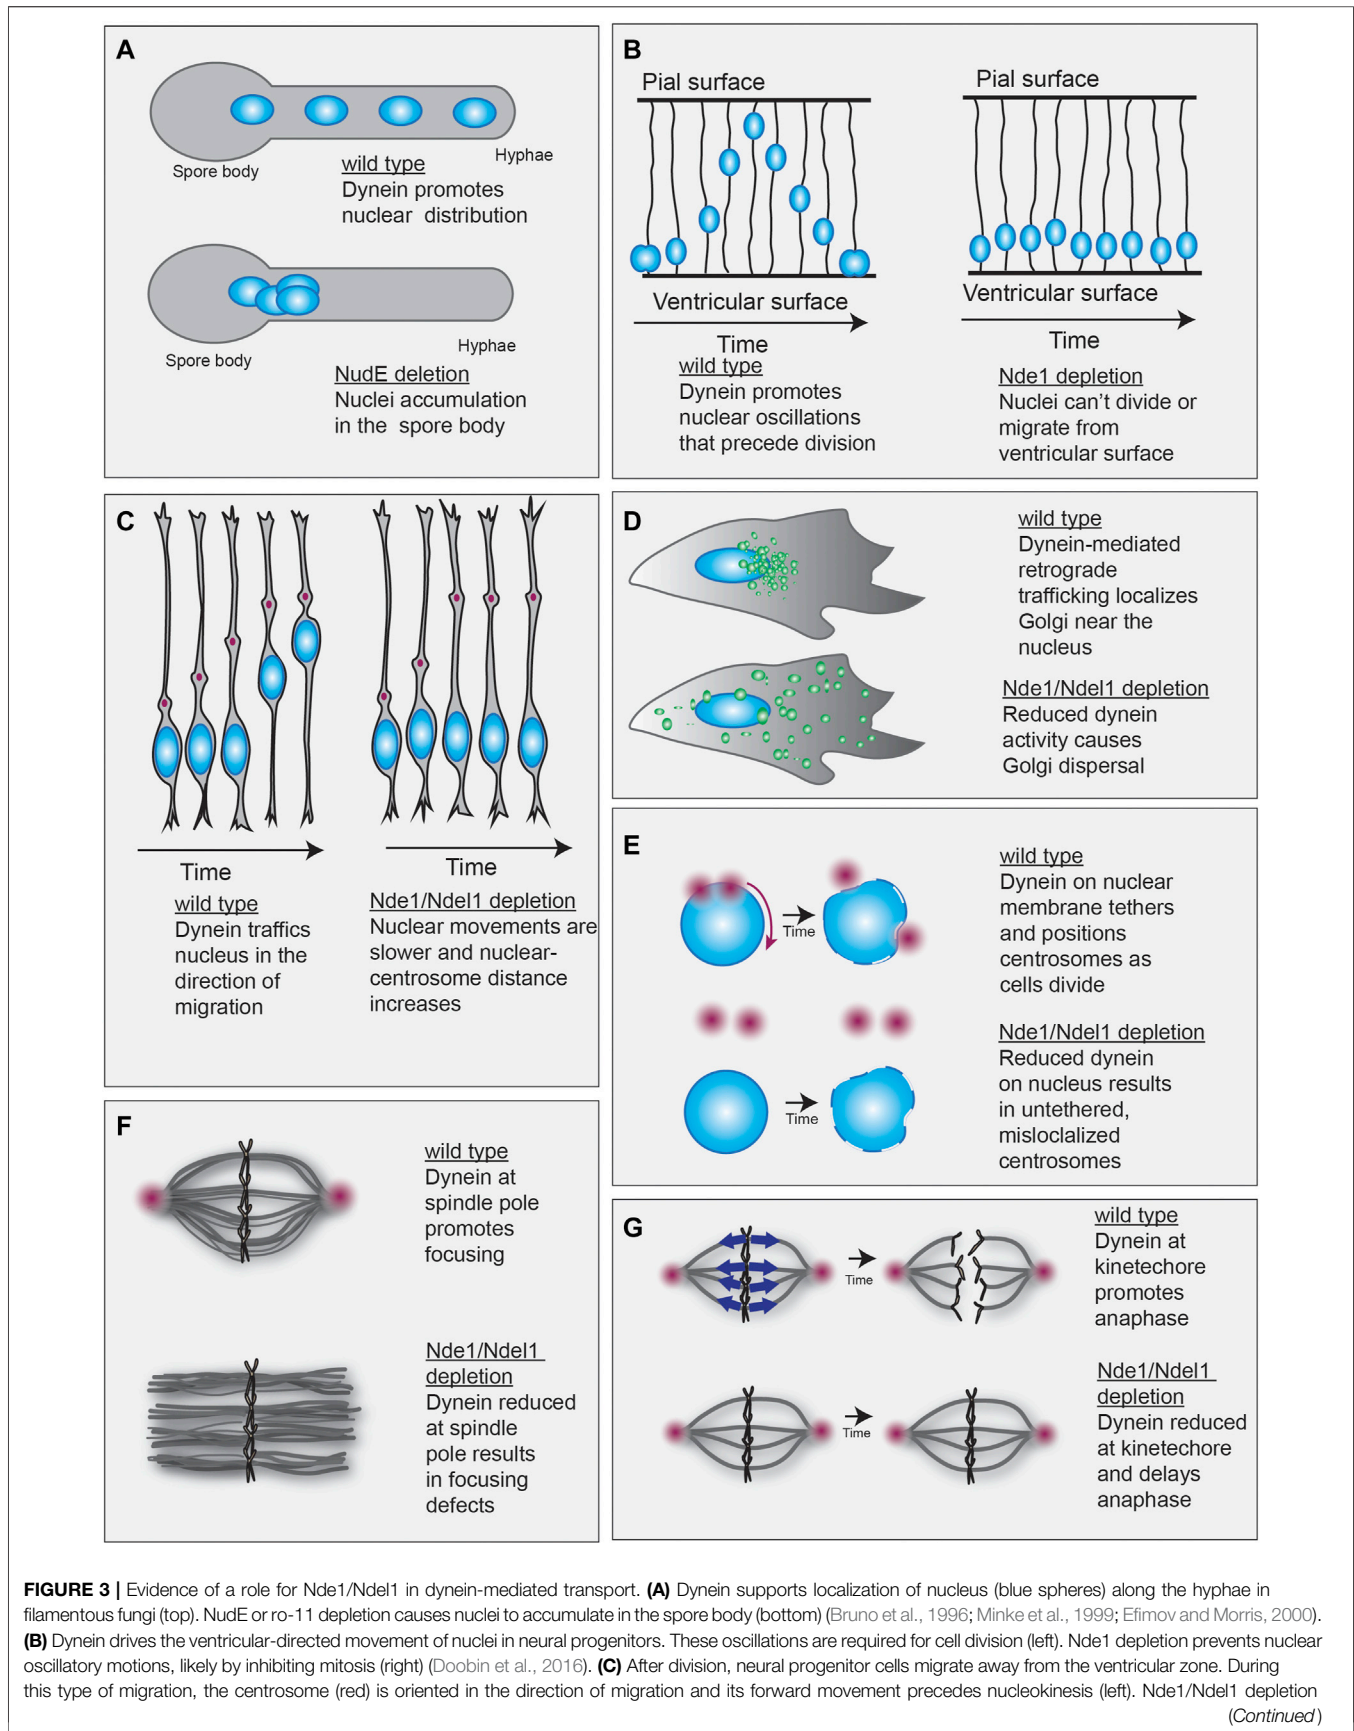 A
Spore body
Hyphae
wild type
Dynein promotes
nuclear distribution
Spore body
Hyphae
NudE deletion
Nuclei accumulation
in the spore body
B
Pial surface
Ventricular surface
Time
wild type
Dynein promotes
nuclear oscillations
that precede division
Pial surface
Ventricular surface
Time
Nde1 depletion
Nuclei can't divide or
migrate from
ventricular surface
C
Time
wild type
Dynein traffics
nucleus in the
direction of
migration
Time
Nde1/Ndel1 depletion
Nuclear movements are
slower and nuclear-
centrosome distance
increases
D
wild type
Dynein-mediated
retrograde
trafficking localizes
Golgi near the
nucleus
Nde1/Ndel1 depletion
Reduced dynein
activity causes
Golgi dispersal
E
Time
wild type
Dynein on nuclear
membrane tethers
and positions
centrosomes as
cells divide
Time
Nde1/Ndel1 depletion
Reduced dynein
on nucleus results
in untethered,
misloclalized
centrosomes
F
wild type
Dynein at
spindle pole
promotes
focusing
Nde1/Ndel1
depletion
Dynein reduced
at spindle
pole results
in focusing
defects
G
Time
wild type
Dynein at
kinetechore
promotes
anaphase
Time
Nde1/Ndel1
depletion
Dynein reduced
at kinetechore
and delays
anaphase
FIGURE 3 | Evidence of a role for Nde1/Ndel1 in dynein-mediated transport. (A) Dynein supports localization of nucleus (blue spheres) along the hyphae in
filamentous fungi (top). NudE or ro-11 depletion causes nuclei to accumulate in the spore body (bottom) (Bruno et al., 1996; Minke et al., 1999; Efimov and Morris, 2000).
(B) Dynein drives the ventricular-directed movement of nuclei in neural progenitors. These oscillations are required for cell division (left). Nde1 depletion prevents nuclear
oscillatory motions, likely by inhibiting mitosis (right) (Doobin et al., 2016). (C) After division, neural progenitor cells migrate away from the ventricular zone. During
this type of migration, the centrosome (red) is oriented in the direction of migration and its forward movement precedes nucleokinesis (left). Nde1/Ndel1 depletion
(Continued)